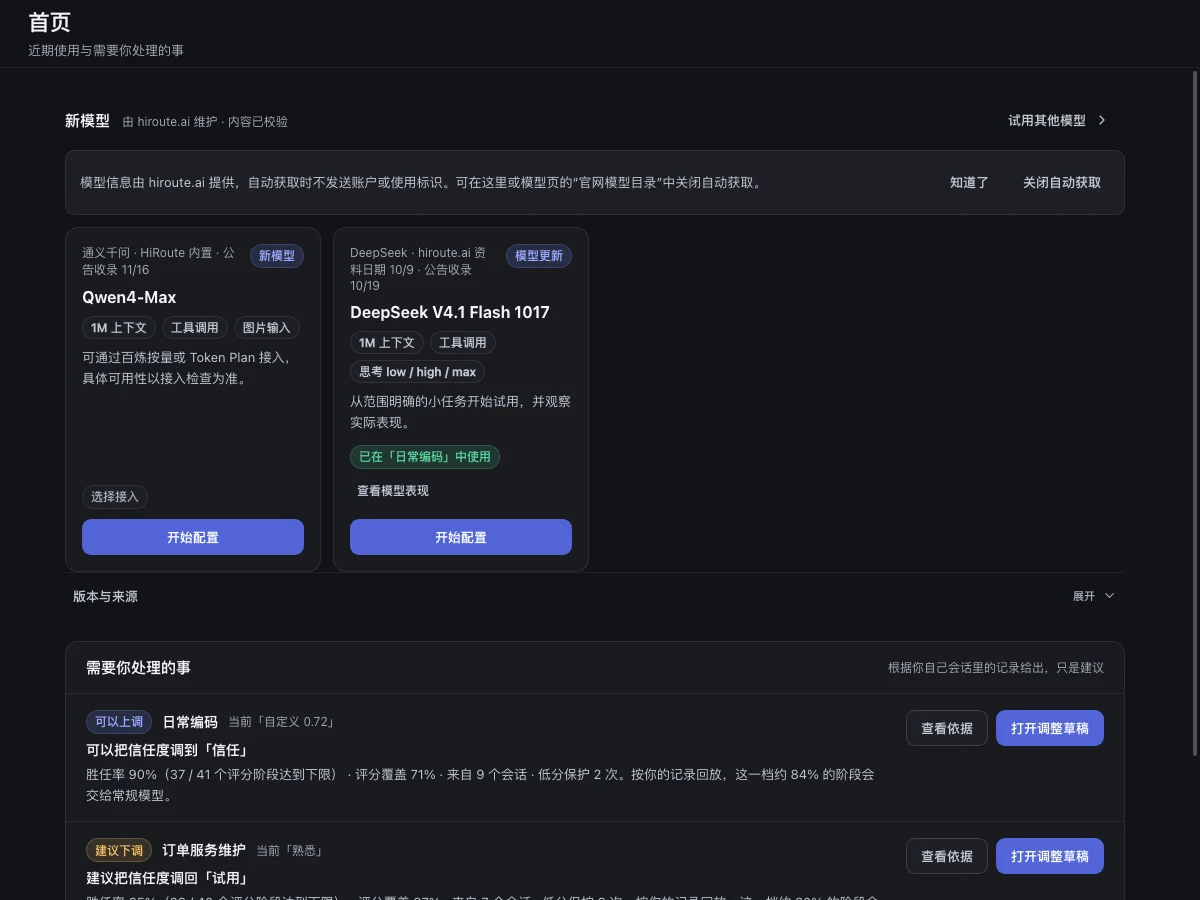 首页
近期使用与需要你处理的事
新模型 由 hiroute.ai 维护 · 内容已校验
试用其他模型
模型信息由 hiroute.ai 提供，自动获取时不发送账户或使用标识。可在这里或模型页的“官网模型目录”中关闭自动获取。
知道了 关闭自动获取
通义千问 · HiRoute 内置 · 公
告收录 11/16
新模型
Qwen4-Max
1M 上下文 工具调用 图片输入
可通过百炼按量或 Token Plan 接入，
具体可用性以接入检查为准。
选择接入
开始配置
DeepSeek · hiroute.ai 资
料日期 10/9 · 公告收录
10/19
模型更新
DeepSeek V4.1 Flash 1017
1M 上下文 工具调用
思考 low / high / max
从范围明确的小任务开始试用，并观察
实际表现。
已在「日常编码」中使用
查看模型表现
开始配置
版本与来源
展开
需要你处理的事
根据你自己会话里的记录给出，只是建议
可以上调 日常编码 当前「自定义 0.72」
可以把信任度调到「信任」
胜任率 90%（37 / 41 个评分阶段达到下限） · 评分覆盖 71% · 来自 9 个会话 · 低分保护 2 次。按你的记录回放，这一档约 84% 的阶段会
交给常规模型。
查看依据 打开调整草稿
建议下调 订单服务维护 当前「熟悉」
建议把信任度调回「试用」
查看依据 打开调整草稿